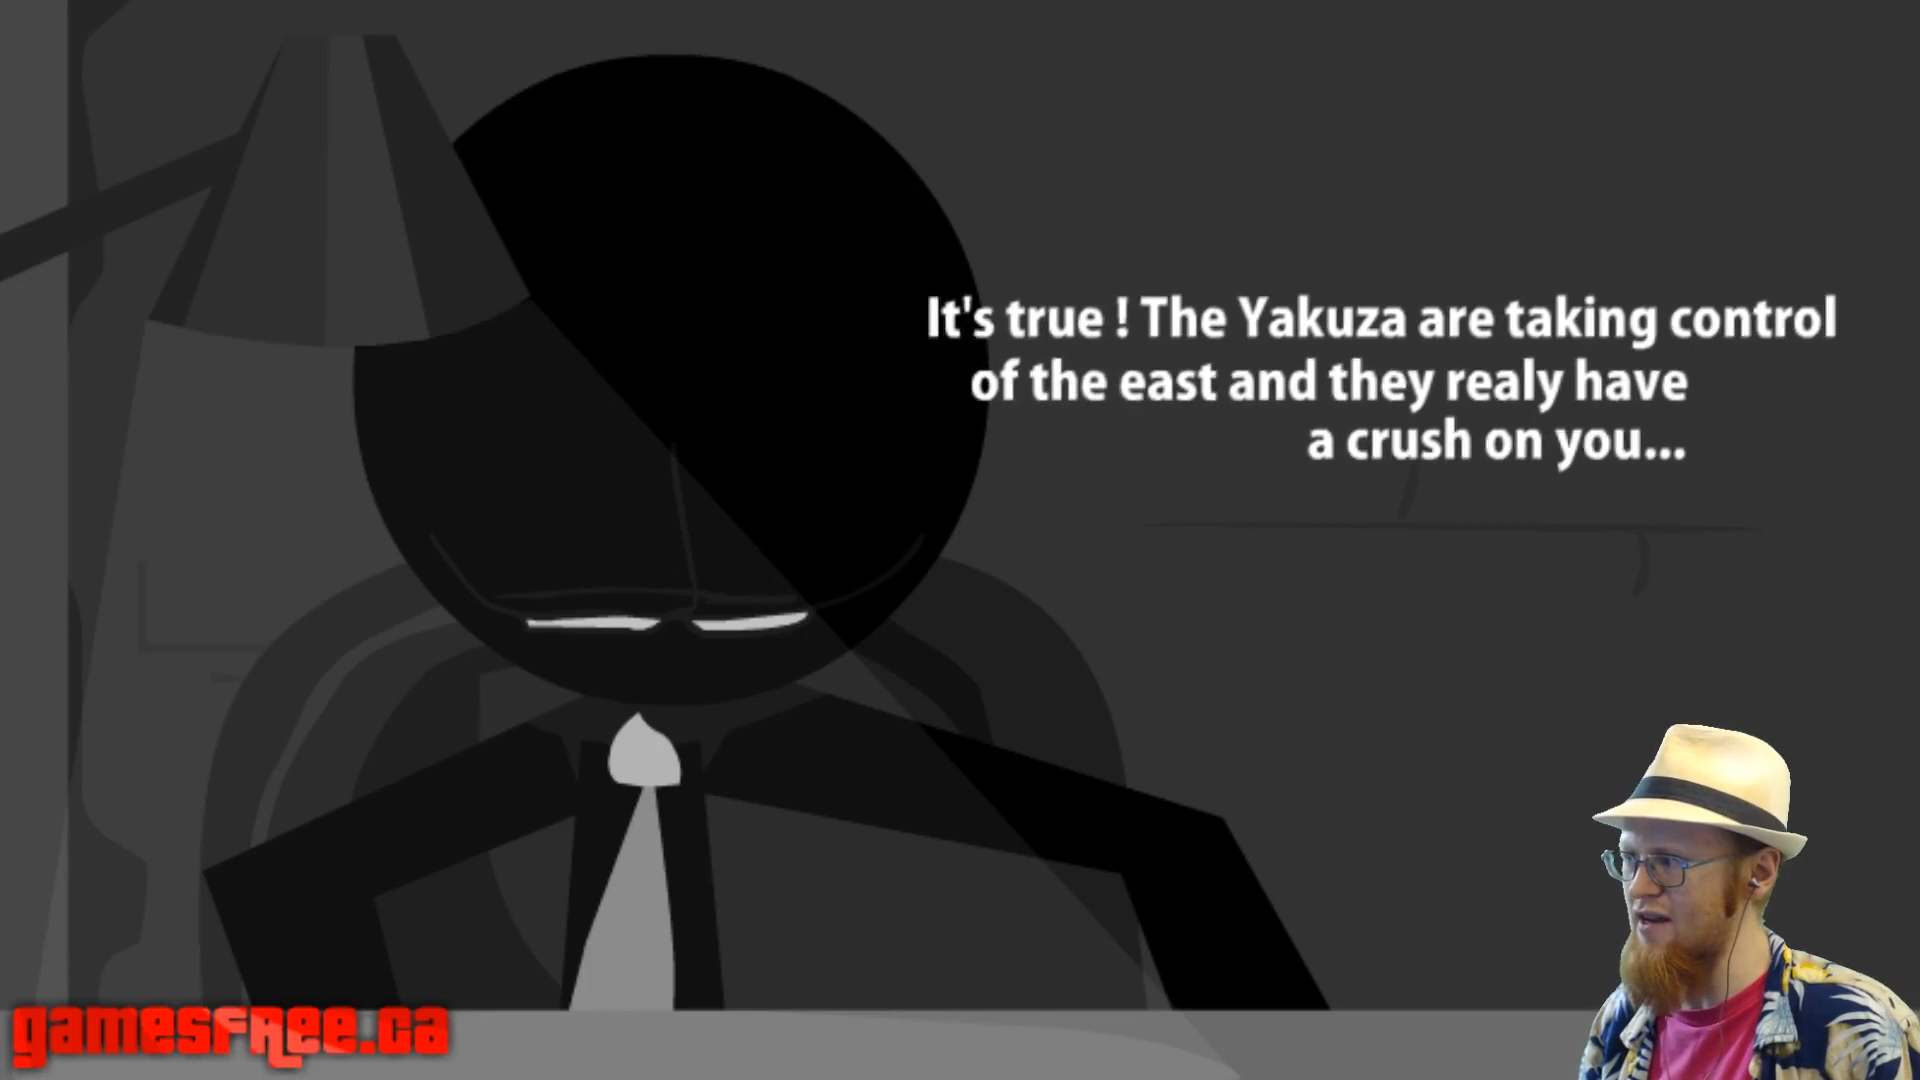 It's true ! The Yakuza are taking control
of the east and they realy have
a crush on you...
gamesfree.ca